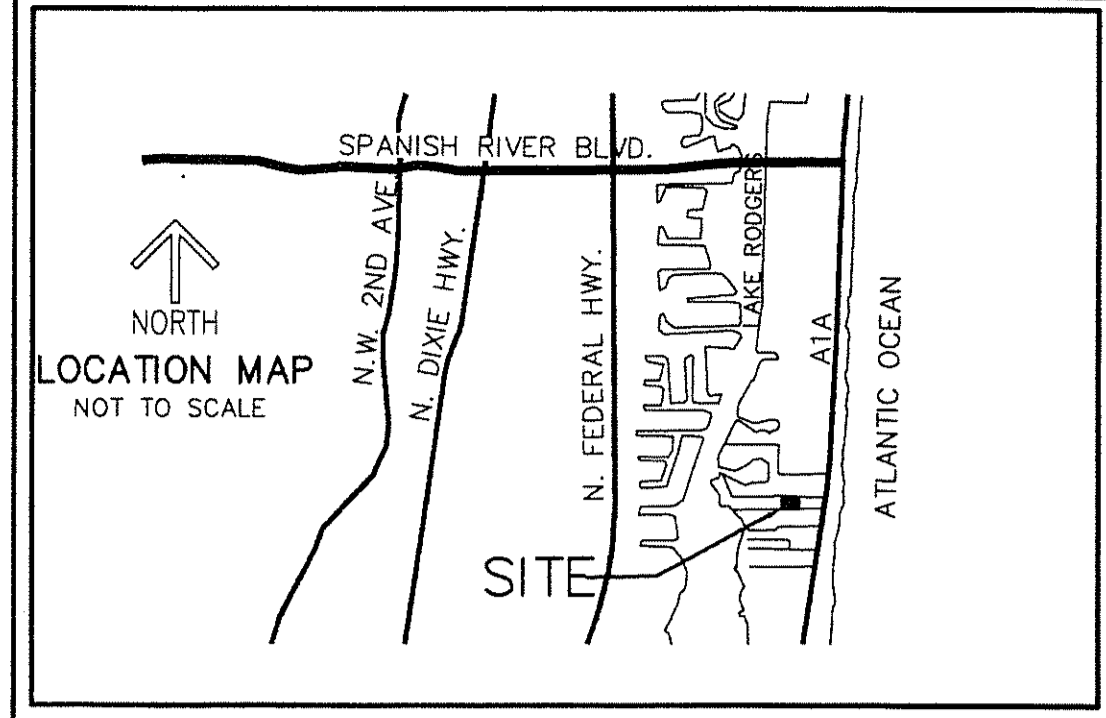 SPANISH RIVER BLVD.
N.W. 2ND AVE
N. DIXIE HWY.
N. FEDERAL HWY.
LAKE RODGERS
A1A
ATLANTIC OCEAN
NORTH
LOCATION MAP
NOT TO SCALE
SITE